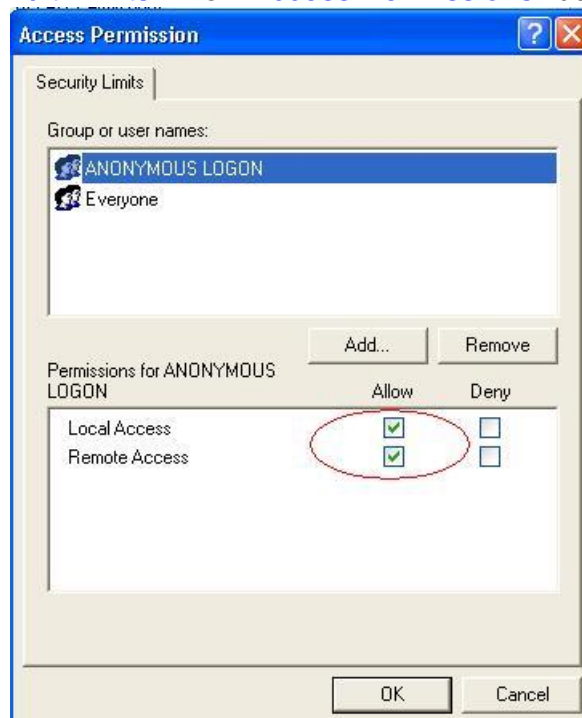 Access Permission
Security Limits
Group or user names:
ANONYMOUS LOGON
Everyone
Add... Remove
Permissions for ANONYMOUS
LOGON Allow Deny
Local Access
Remote Access
OK Cancel